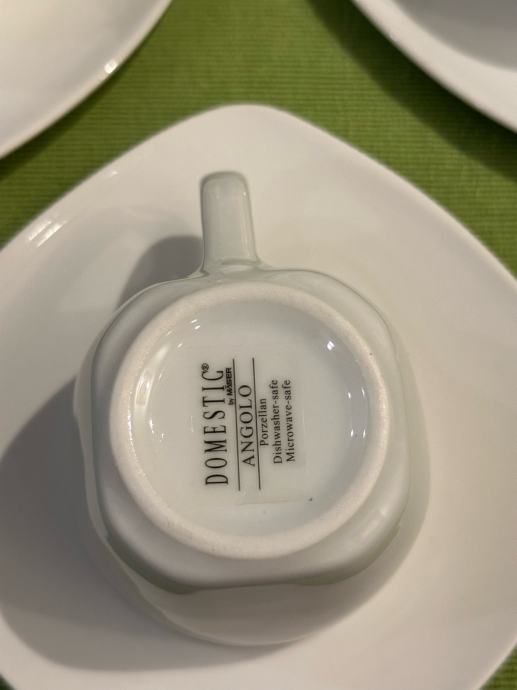 DOMESTIC®
by MÄSER
ANGOLO
Porzellan
Dishwasher-safe
Microwave-safe